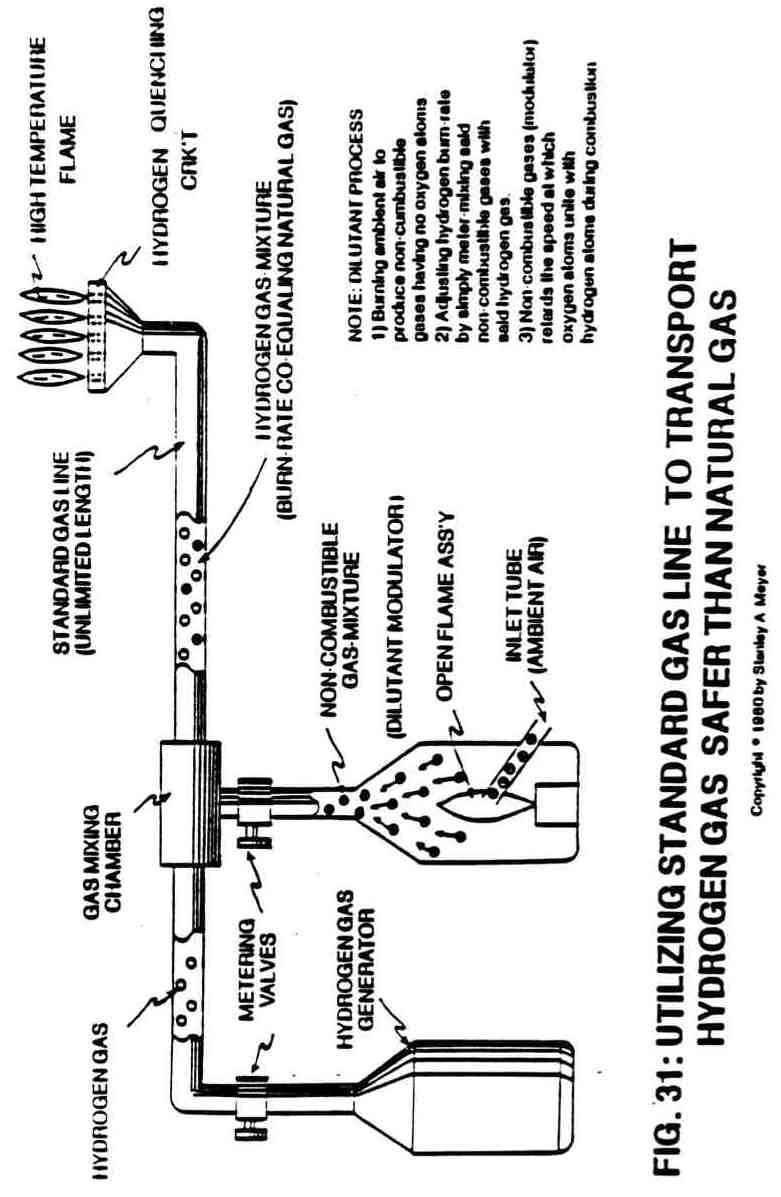 HIGH TEMPERATURE
FLAME
HYDROGEN QUENCHING
CRK'T
STANDARD GAS LINE
(UNLIMITED LENGTH)
HYDROGEN GAS-MIXTURE
(BURN-RATE CO-EQUALING NATURAL GAS)
GAS MIXING
CHAMBER
HYDROGEN GAS
METERING
VALVES
HYDROGEN GAS
GENERATOR
NON-COMBUSTIBLE
GAS-MIXTURE
(DILUTANT MODULATOR)
OPEN FLAME ASS'Y
INLET TUBE
(AMBIENT AIR)
NOTE: DILUTANT PROCESS
1) Burning ambient air to
produce non-cumbustible
gases having no oxygen atoms
2) Adjusting hydrogen burn-rate
by simply meter-mixing said
non-combustible gases with
said hydrogen gas.
3) Non-combustible gases (modulator)
retards the speed at which
oxygen atoms unite with
hydrogen atoms during combustion
FIG. 31: UTILIZING STANDARD GAS LINE TO TRANSPORT
HYDROGEN GAS SAFER THAN NATURAL GAS
Copyright © 1980 by Stanley A Meyer